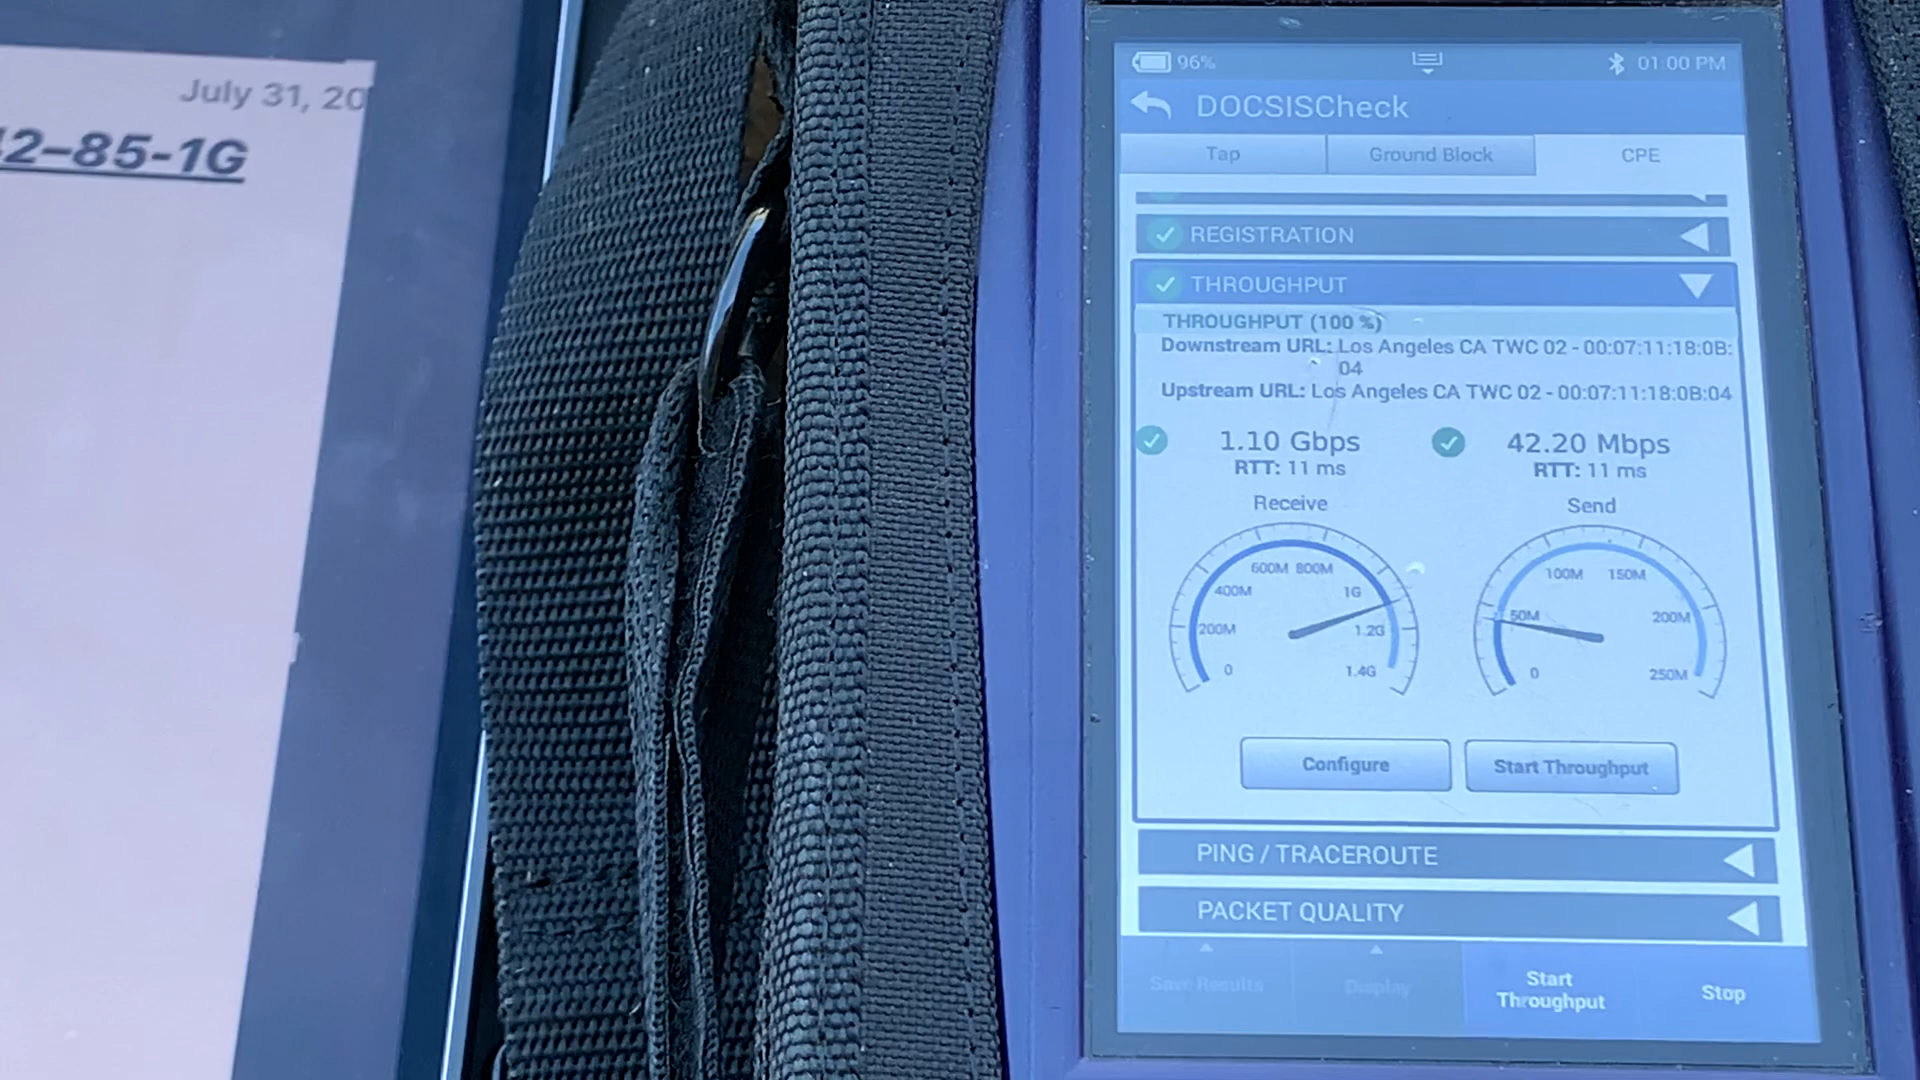 July 31, 20
42-85-1G
96%
01:00 PM
DOCSISCheck
Tap
Ground Block
CPE
REGISTRATION
THROUGHPUT
THROUGHPUT (100 %)
Downstream URL: Los Angeles CA TWC 02 - 00:07:11:18:0B:
04
Upstream URL: Los Angeles CA TWC 02 - 00:07:11:18:0B:04
1.10 Gbps
42.20 Mbps
RTT: 11 ms
RTT: 11 ms
Receive
Send
0
200M
400M
600M
800M
1G
1.2G
1.4G
0
50M
100M
150M
200M
250M
Configure
Start Throughput
PING / TRACEROUTE
PACKET QUALITY
Save Results
Display
Start
Throughput
Stop